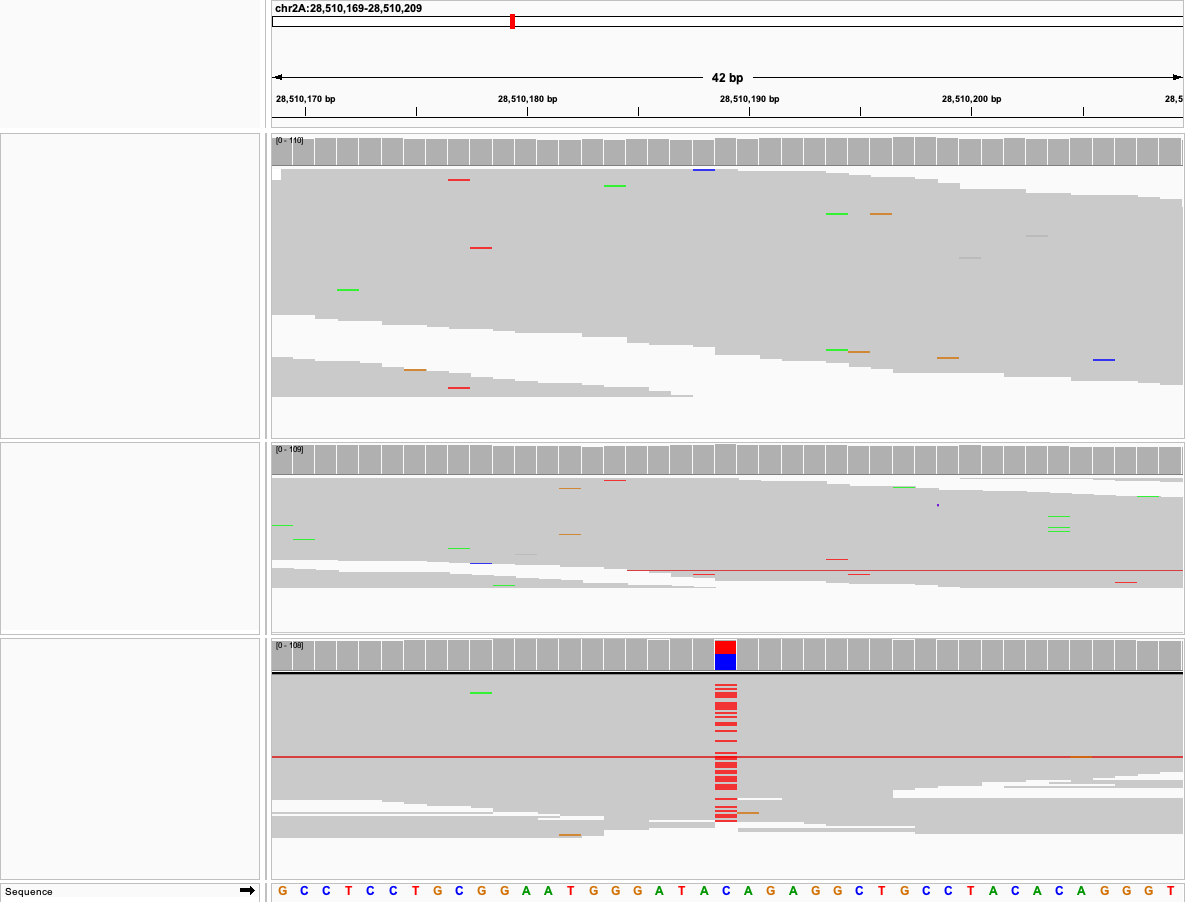 chr2A:28,510,169-28,510,209
42 bp
28,510,170 bp 28,510,180 bp 28,510,190 bp 28,510,200 bp 28,5
[0 - 110]
[0 - 109]
[0 - 108]
Sequence G C C T C C T G C G G A A T G G G A T A C A G A G G C T G C C T A C A C A G G G T